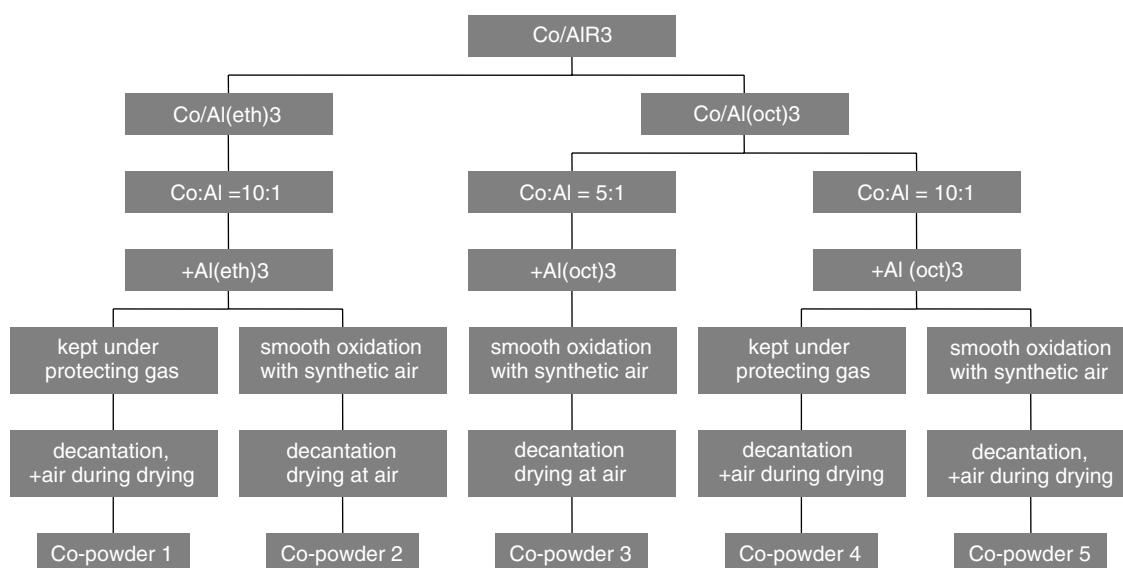 Co/AlR3
Co/Al(eth)3
Co/Al(oct)3
Co:Al =10:1
Co:Al = 5:1
Co:Al = 10:1
+Al(eth)3
+Al(oct)3
+Al (oct)3
kept under
protecting gas
smooth oxidation
with synthetic air
smooth oxidation
with synthetic air
kept under
protecting gas
smooth oxidation
with synthetic air
decantation,
+air during drying
decantation
drying at air
decantation
drying at air
decantation
+air during drying
decantation,
+air during drying
Co-powder 1
Co-powder 2
Co-powder 3
Co-powder 4
Co-powder 5